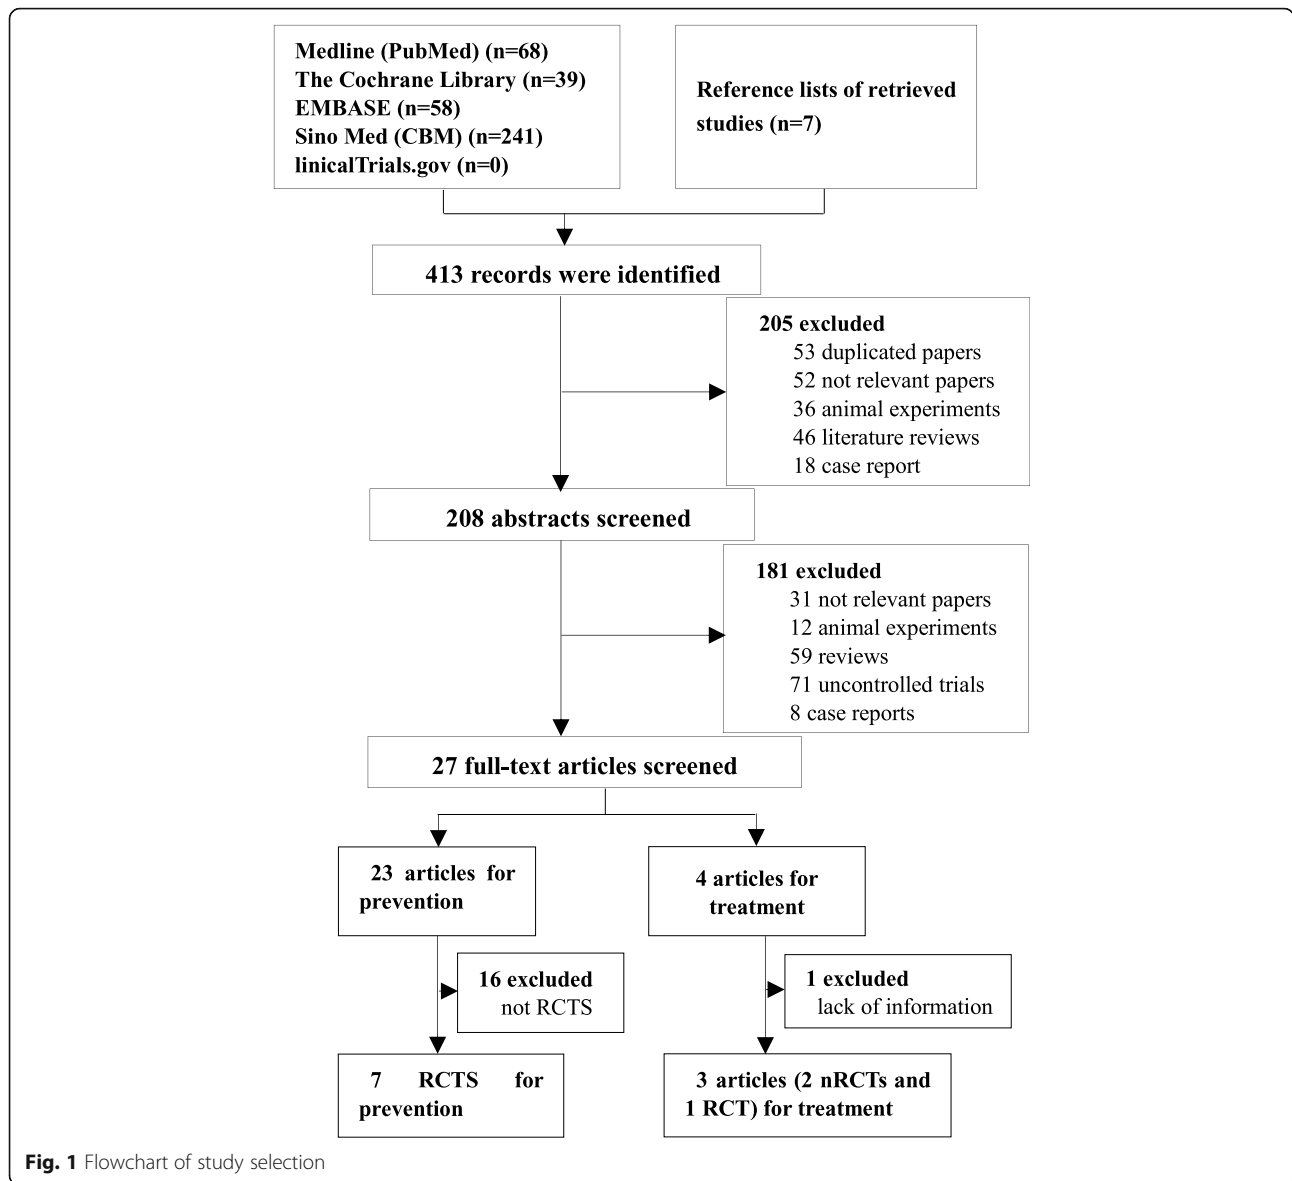 Medline (PubMed) (n=68)
The Cochrane Library (n=39)
EMBASE (n=58)
Sino Med (CBM) (n=241)
linicalTrials.gov (n=0)
Reference lists of retrieved
studies (n=7)
413 records were identified
205 excluded
53 duplicated papers
52 not relevant papers
36 animal experiments
46 literature reviews
18 case report
208 abstracts screened
181 excluded
31 not relevant papers
12 animal experiments
59 reviews
71 uncontrolled trials
8 case reports
27 full-text articles screened
23 articles for
prevention
4 articles for
treatment
16 excluded
not RCTS
1 excluded
lack of information
7 RCTS for
prevention
3 articles (2 nRCTs and
1 RCT) for treatment
Fig. 1 Flowchart of study selection